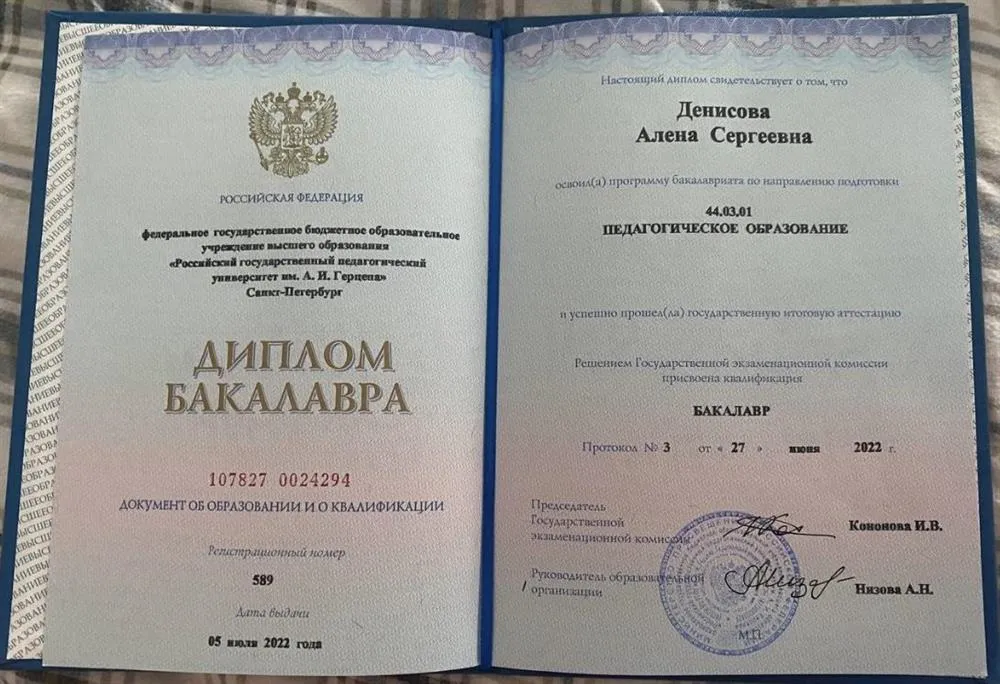 РОССИЙСКАЯ ФЕДЕРАЦИЯ
федеральное государственное бюджетное образовательное
учреждение высшего образования
«Российский государственный педагогический
университет им. А. И. Герцена»
Санкт-Петербург
ДИПЛОМ
БАКАЛАВРА
107827 0024294
ДОКУМЕНТ ОБ ОБРАЗОВАНИИ И О КВАЛИФИКАЦИИ
Регистрационный номер
589
Дата выдачи
05 июля 2022 года
Настоящий диплом свидетельствует о том, что
Денисова
Алена Сергеевна
освоил(а) программу бакалавриата по направлению подготовки
44.03.01
ПЕДАГОГИЧЕСКОЕ ОБРАЗОВАНИЕ
и успешно прошел(ла) государственную итоговую аттестацию
Решением Государственной экзаменационной комиссии
присвоена квалификация
БАКАЛАВР
Протокол № 3 от « 27 » июня 2022 г.
Председатель
Государственной
экзаменационной комиссии
Кононова И.В.
Руководитель образовательной
организации
Низова А.Н.
М.П.